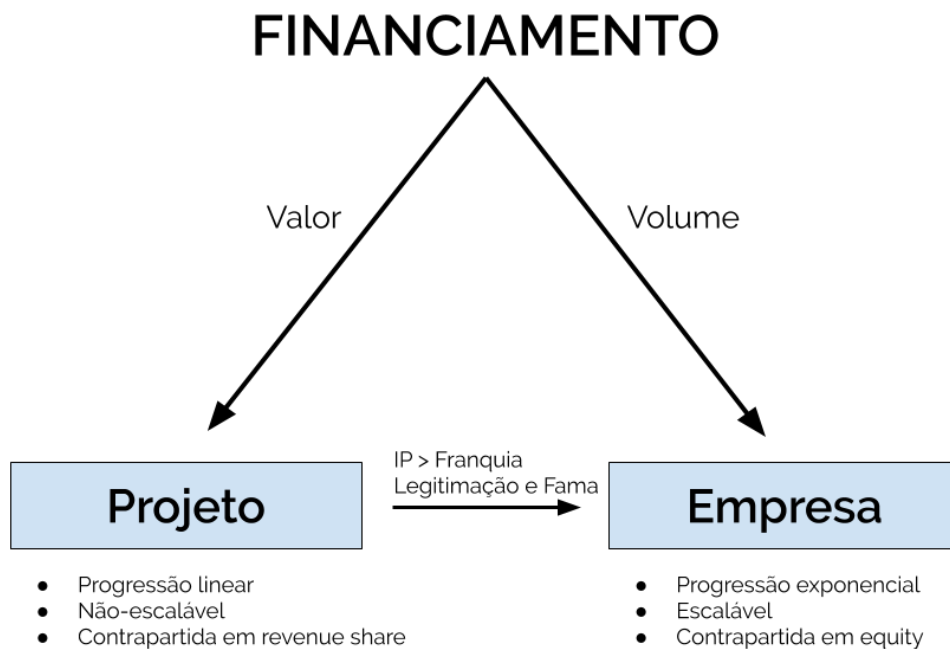 FINANCIAMENTO
Valor
Volume
IP > Franquia
Legitimação e Fama
Projeto
Empresa
● Progressão linear
● Não-escalável
● Contrapartida em revenue share
● Progressão exponencial
● Escalável
● Contrapartida em equity